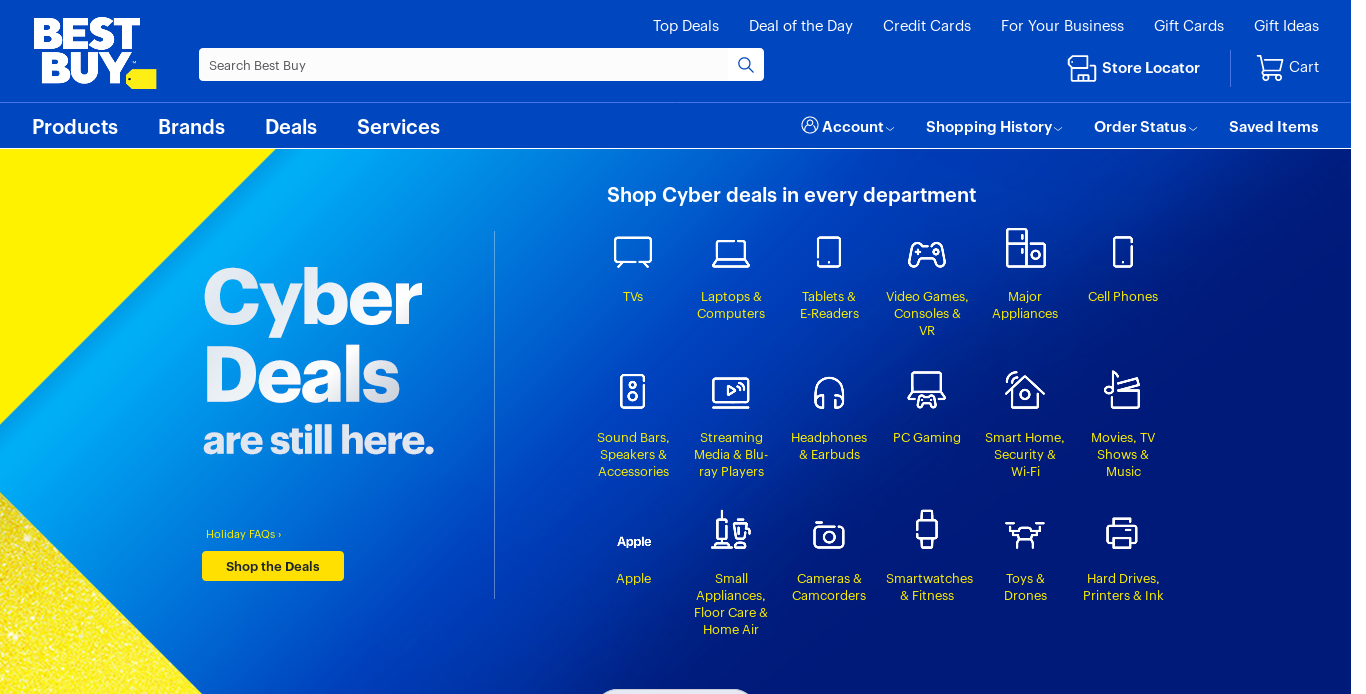 BEST
BUY
™
Top Deals
Deal of the Day
Credit Cards
For Your Business
Gift Cards
Gift Ideas
Search Best Buy
Store Locator
Cart
Products
Brands
Deals
Services
Account
Shopping History
Order Status
Saved Items
Cyber
Deals
are still here.
Holiday FAQs ›
Shop the Deals
Shop Cyber deals in every department
TVs
Laptops &
Computers
Tablets &
E-Readers
Video Games,
Consoles &
VR
Major
Appliances
Cell Phones
Sound Bars,
Speakers &
Accessories
Streaming
Media & Blu-
ray Players
Headphones
& Earbuds
PC Gaming
Smart Home,
Security &
Wi-Fi
Movies, TV
Shows &
Music
Apple
Apple
Small
Appliances,
Floor Care &
Home Air
Cameras &
Camcorders
Smartwatches
& Fitness
Toys &
Drones
Hard Drives,
Printers & Ink